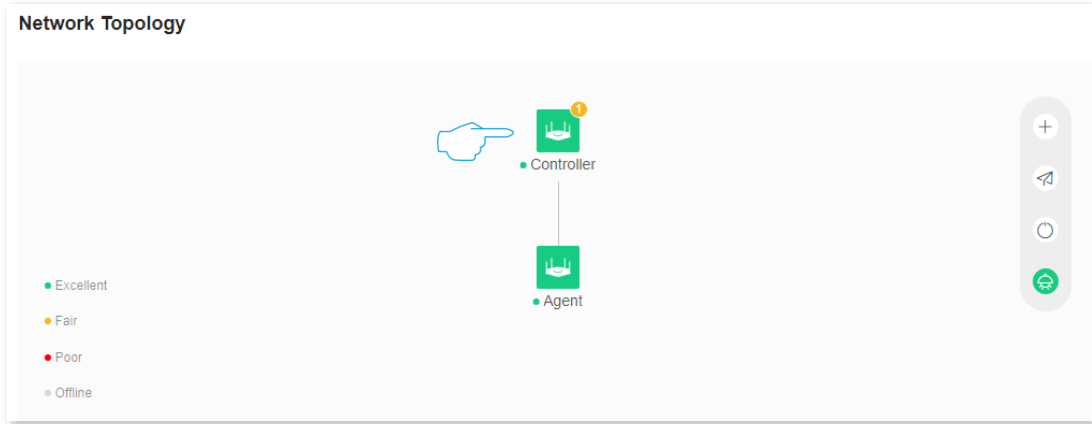 Network Topology
1
Controller
Agent
Excellent
Fair
Poor
Offline